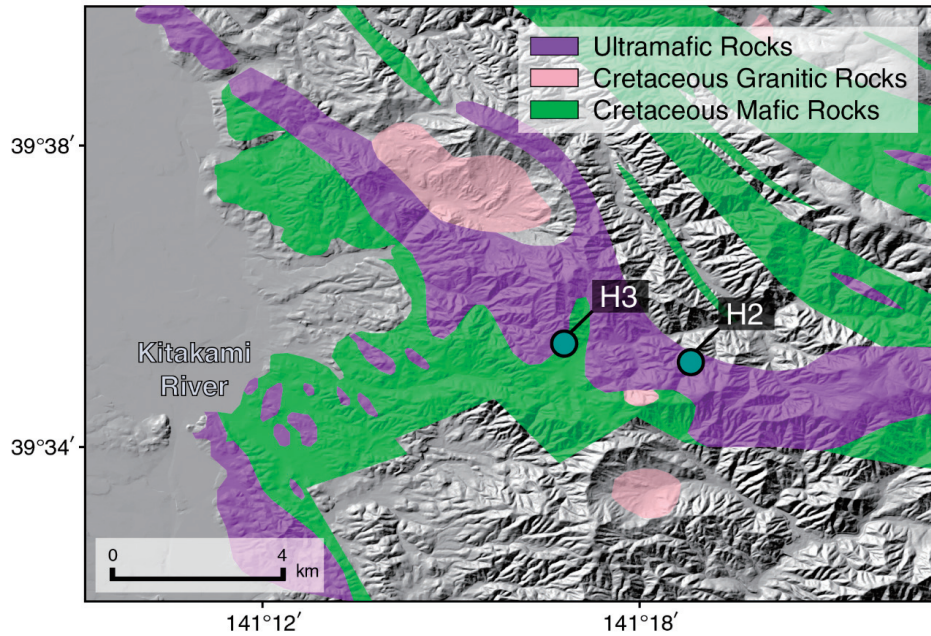 Ultramafic Rocks
Cretaceous Granitic Rocks
Cretaceous Mafic Rocks
39°38′
H3
H2
Kitakami
River
39°34′
0 4
km
141°12′ 141°18′